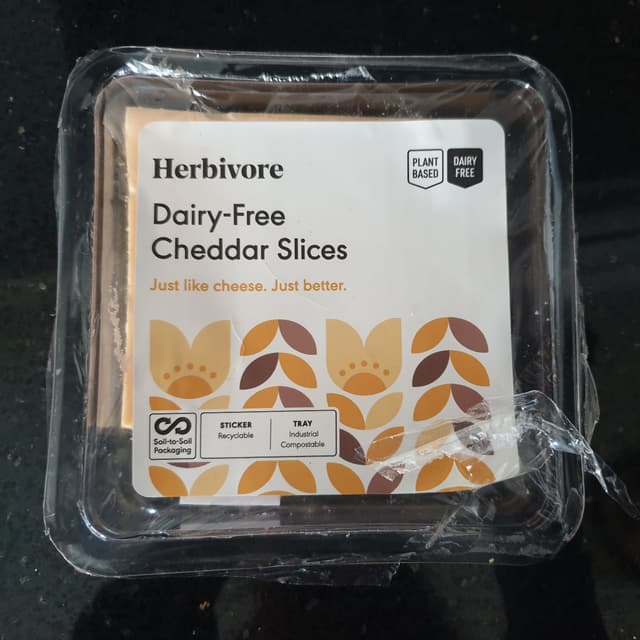 Herbivore
PLANT
BASED
DAIRY
FREE
Dairy-Free
Cheddar Slices
Just like cheese. Just better.
Soil-to-Soil
Packaging
STICKER
Recyclable
TRAY
Industrial
Compostable